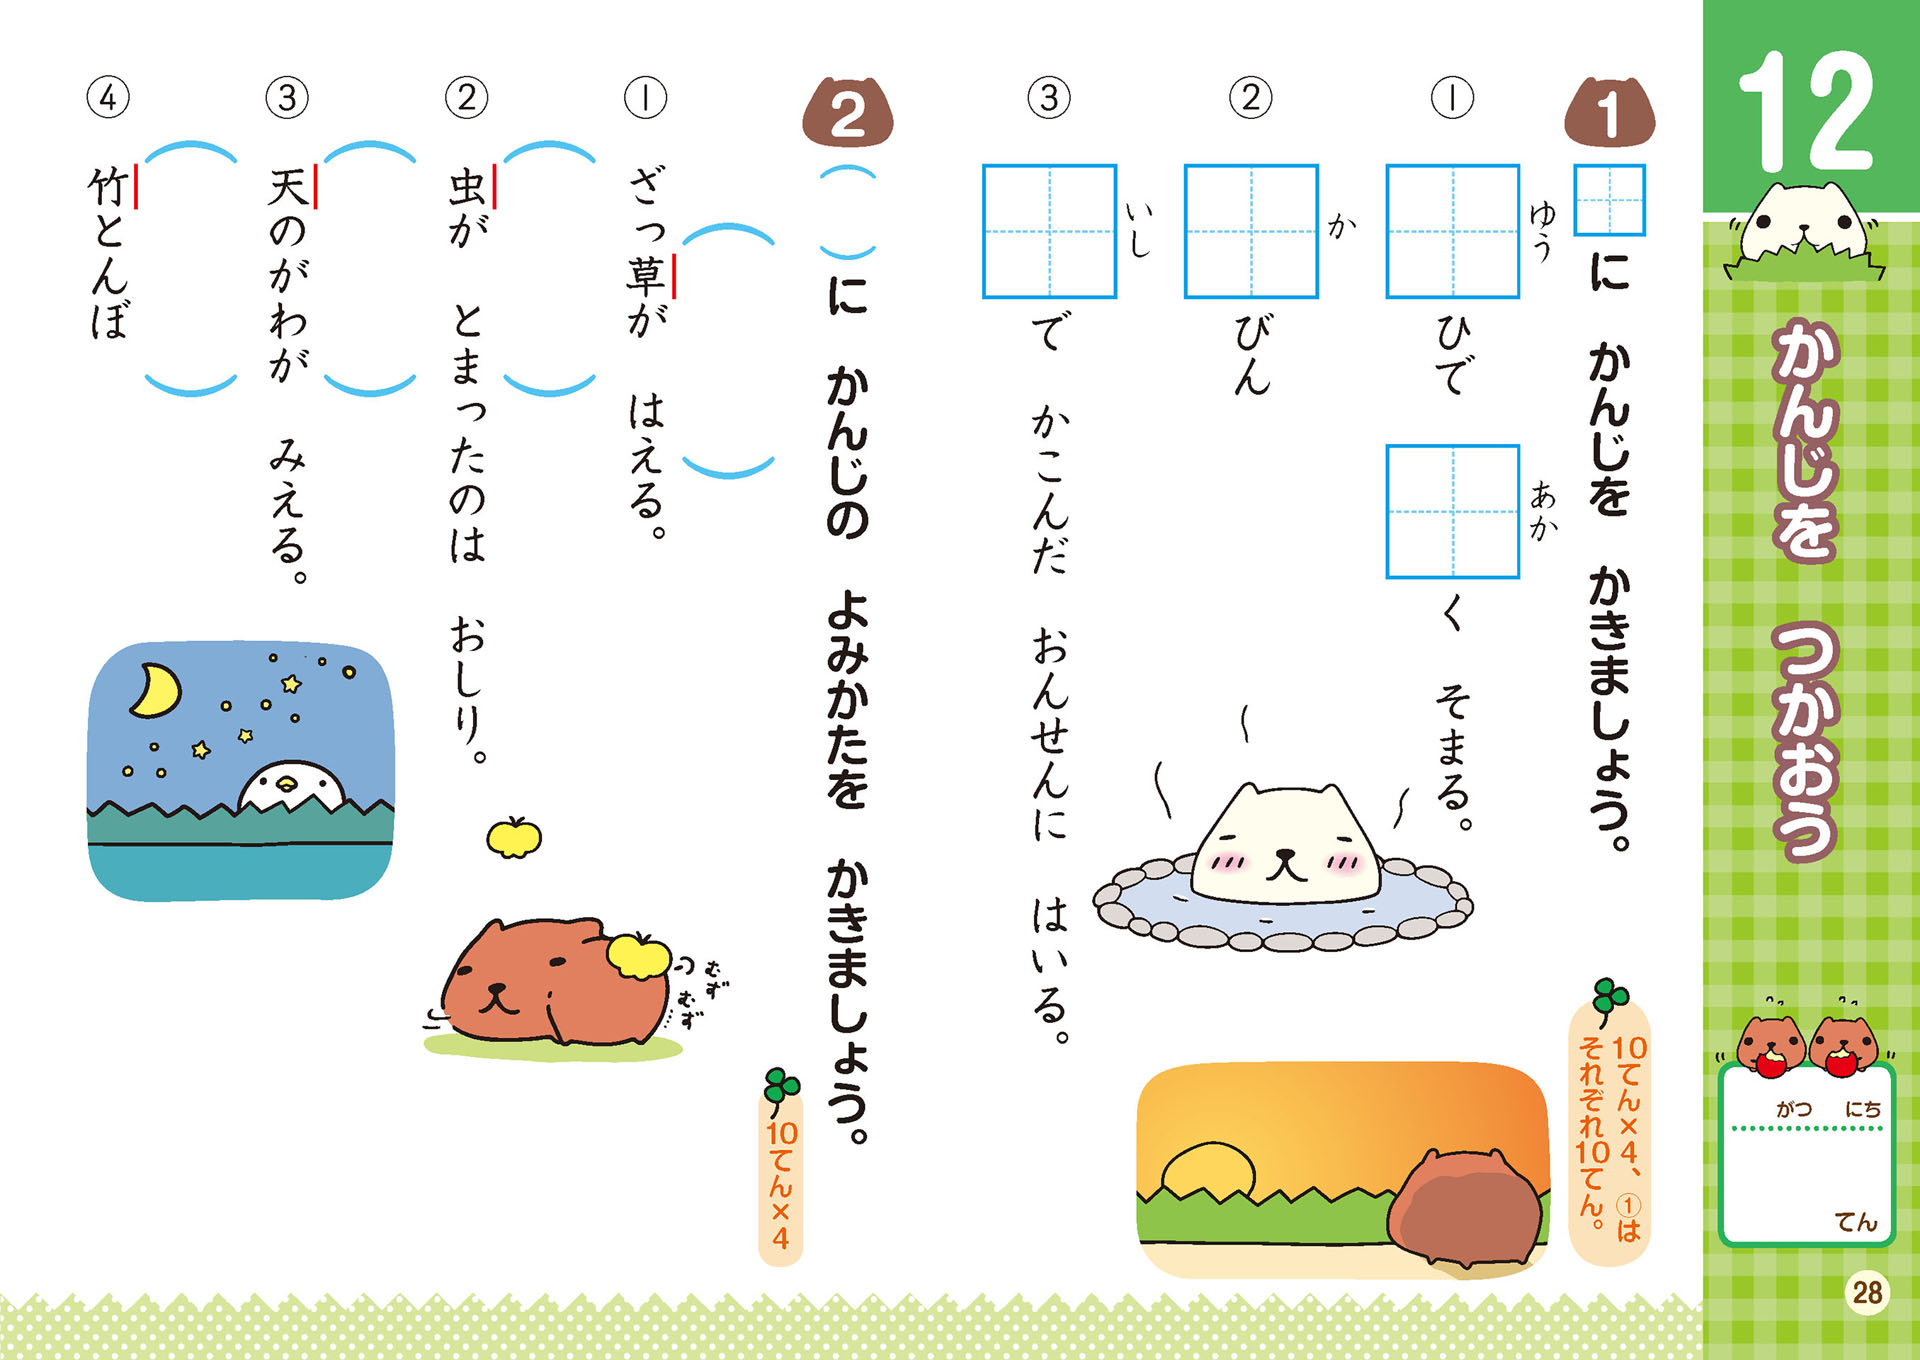 12
かんじを つかおう
がつ にち
てん
28
1
□に かんじを かきましょう。
10てん×4、①は
それぞれ10てん。
①
ゆう
ひで
あか
く そまる。
②
か
びん
③
いし
で かこんだ おんせんに はいる。
2
( )に かんじの よみかたを かきましょう。
10てん×4
①
ざっ草が はえる。
②
虫が とまったのは おしり。
むず
むず
③
天のがわが みえる。
④
竹とんぼ